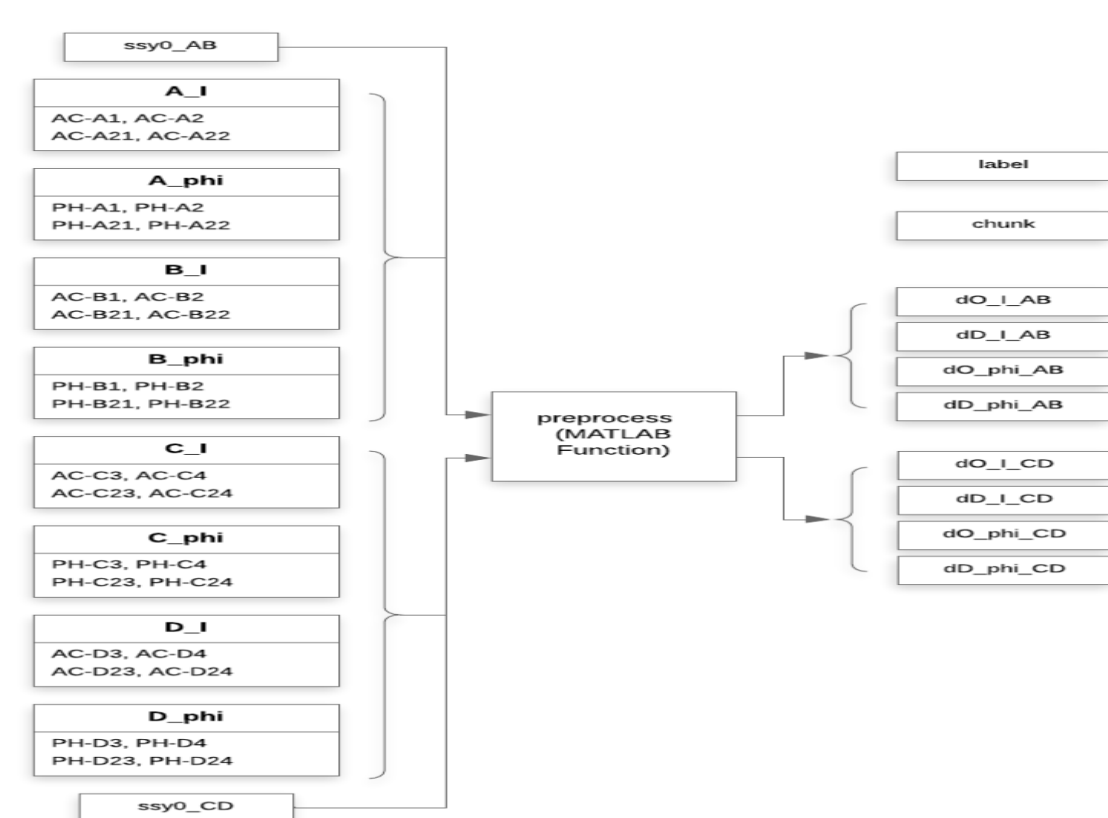 ssy0_AB
A_I
AC-A1, AC-A2
AC-A21, AC-A22
A_phi
PH-A1, PH-A2
PH-A21, PH-A22
B_I
AC-B1, AC-B2
AC-B21, AC-B22
B_phi
PH-B1, PH-B2
PH-B21, PH-B22
C_I
AC-C3, AC-C4
AC-C23, AC-C24
C_phi
PH-C3, PH-C4
PH-C23, PH-C24
D_I
AC-D3, AC-D4
AC-D23, AC-D24
D_phi
PH-D3, PH-D4
PH-D23, PH-D24
ssy0_CD
preprocess
(MATLAB
Function)
label
chunk
dO_I_AB
dD_I_AB
dO_phi_AB
dD_phi_AB
dO_I_CD
dD_I_CD
dO_phi_CD
dD_phi_CD